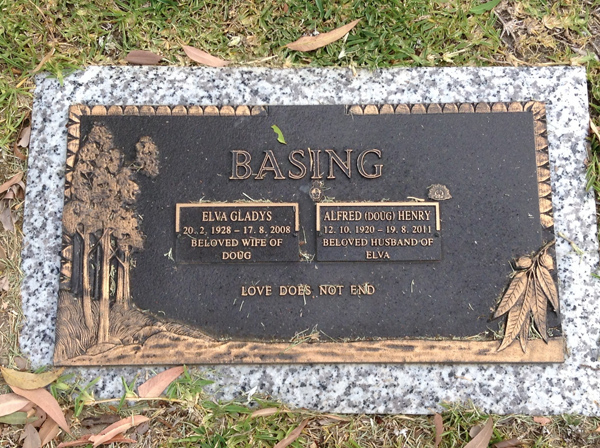 BASING
ELVA GLADYS
20. 2. 1928 – 17. 8. 2008
BELOVED WIFE OF
DOUG
ALFRED (DOUG) HENRY
12. 10. 1920 – 19. 8. 2011
BELOVED HUSBAND OF
ELVA
LOVE DOES NOT END